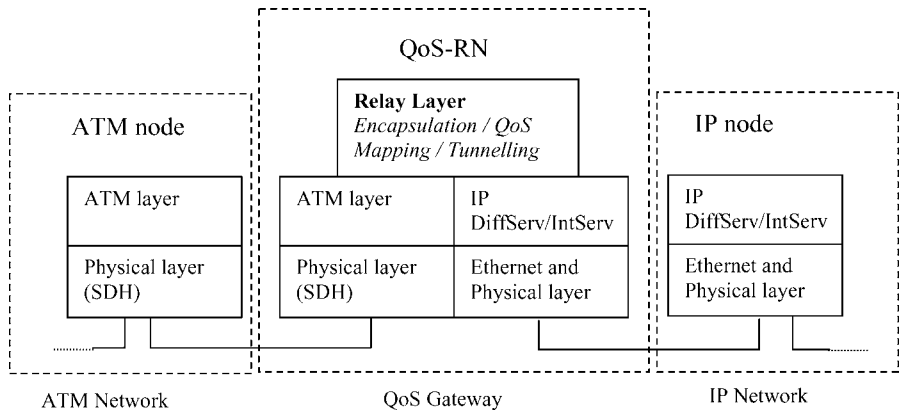 QoS-RN
Relay Layer
Encapsulation / QoS
Mapping / Tunnelling
ATM node
ATM layer
Physical layer
(SDH)
ATM layer
Physical layer
(SDH)
IP
DiffServ/IntServ
Ethernet and
Physical layer
IP node
IP
DiffServ/IntServ
Ethernet and
Physical layer
ATM Network
QoS Gateway
IP Network